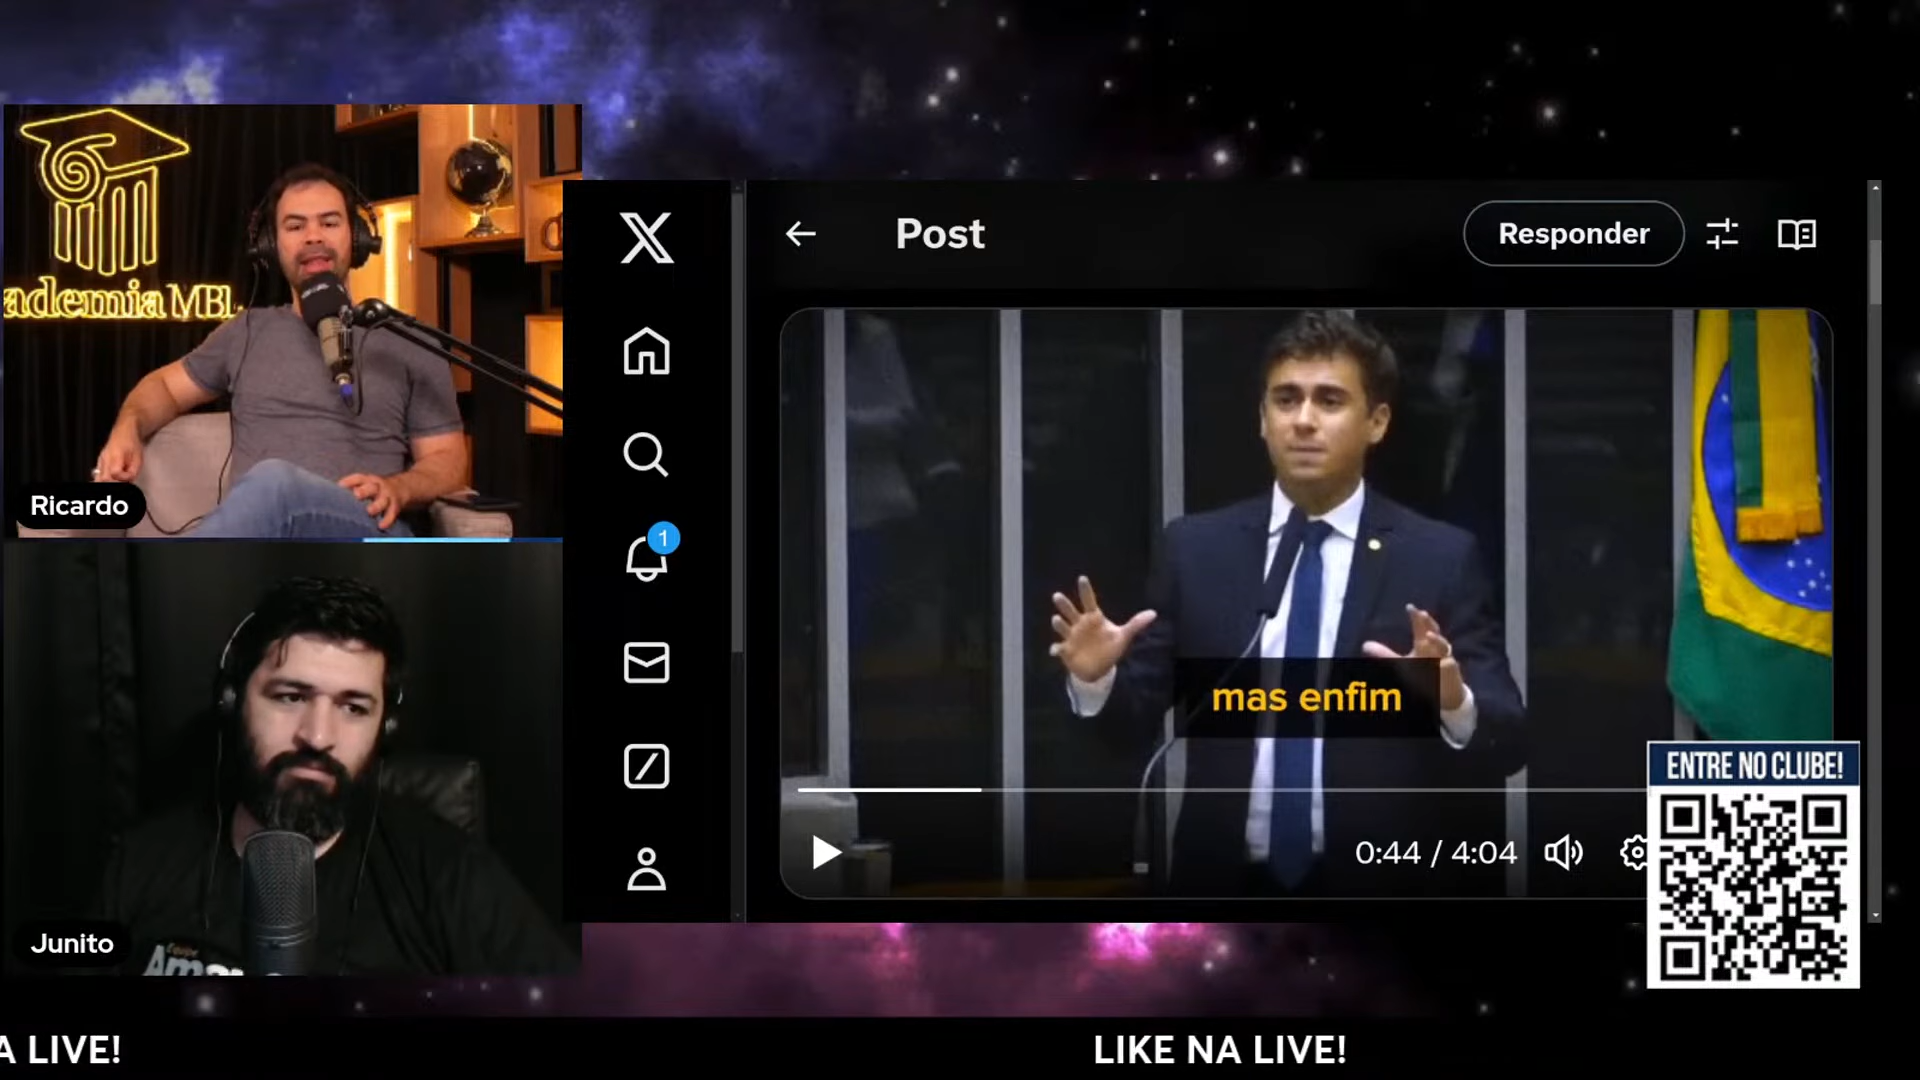 ademia MBL
Ricardo
Junito
Post
Responder
1
mas enfim
0:44 / 4:04
ENTRE NO CLUBE!
A LIVE!
LIKE NA LIVE!